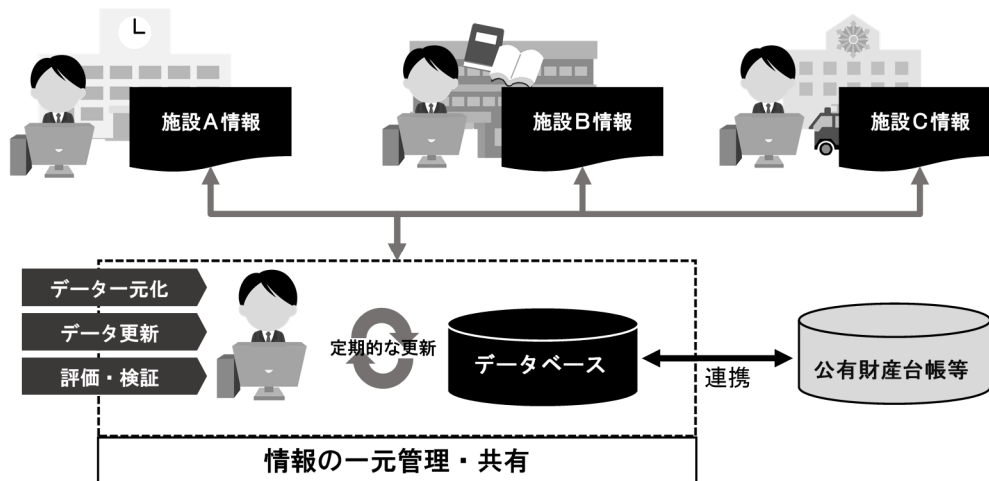 施設A情報
施設B情報
施設C情報
データ一元化
データ更新
評価・検証
定期的な更新
データベース
連携
公有財産台帳等
情報の一元管理・共有